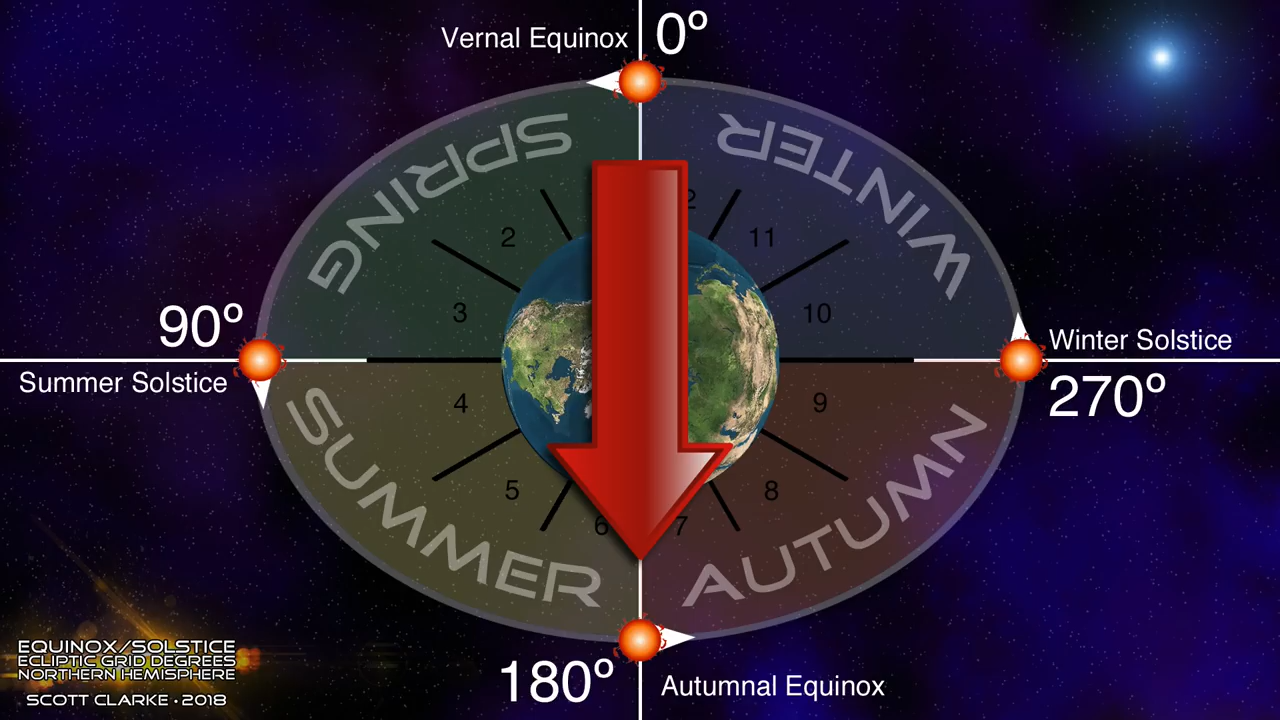 Vernal Equinox
0º
SPRING
WINTER
2
2
11
3
10
90º
Summer Solstice
Winter Solstice
270º
4
9
5
8
6
7
SUMMER
AUTUMN
180º
Autumnal Equinox
EQUINOX/SOLSTICE
ECLIPTIC GRID DEGREES
NORTHERN HEMISPHERE
SCOTT CLARKE • 2018